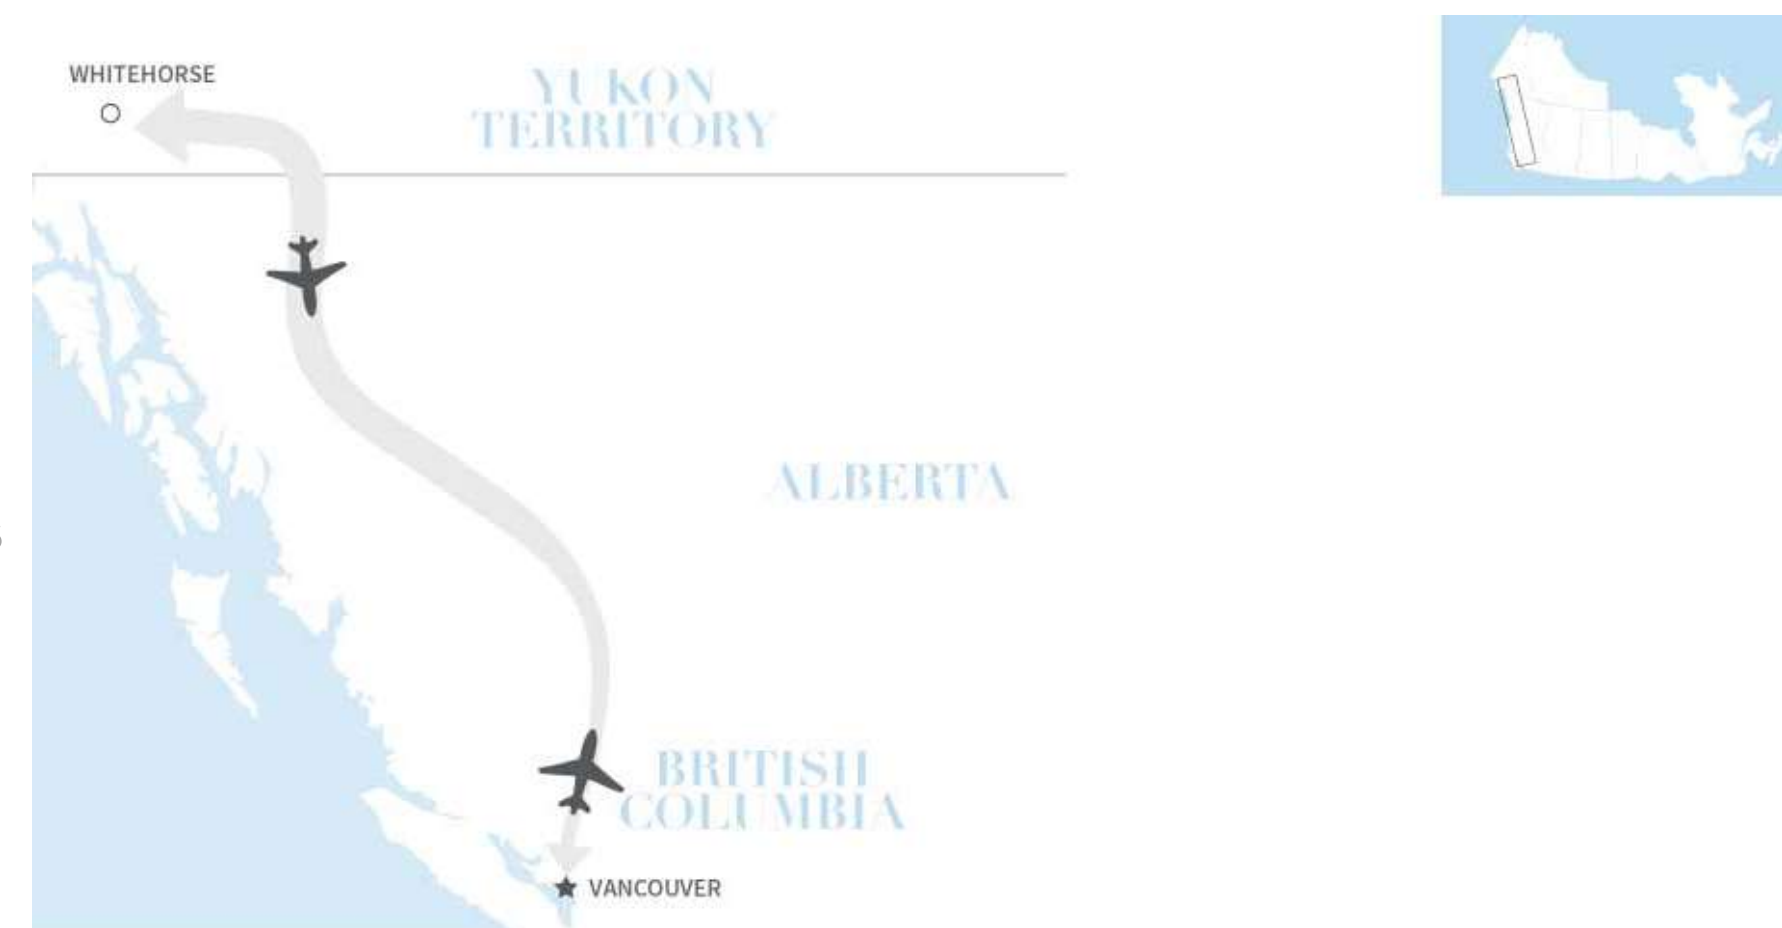 WHITEHORSE
YUKON
TERRITORY
ALBERTA
BRITISH
COLUMBIA
VANCOUVER